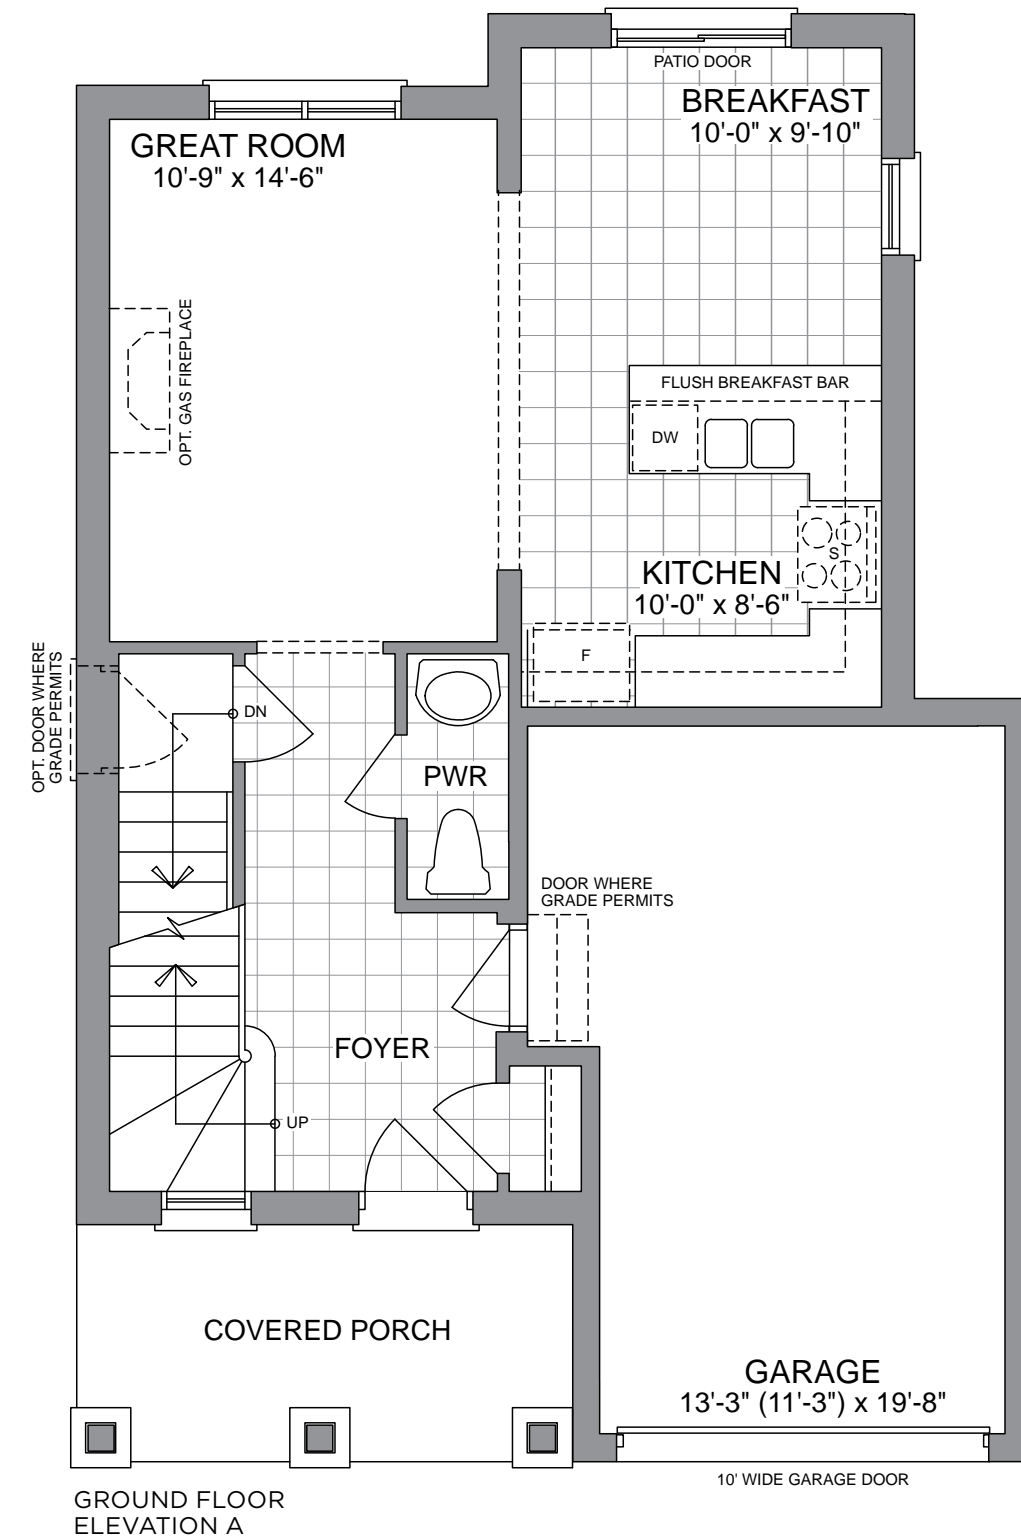 PATIO DOOR
BREAKFAST
10'-0" x 9'-10"
GREAT ROOM
10'-9" x 14'-6"
OPT. GAS FIREPLACE
FLUSH BREAKFAST BAR
DW
S
KITCHEN
10'-0" x 8'-6"
F
OPT. DOOR WHERE
GRADE PERMITS
DN
PWR
DOOR WHERE
GRADE PERMITS
FOYER
UP
COVERED PORCH
GARAGE
13'-3" (11'-3") x 19'-8"
10' WIDE GARAGE DOOR
GROUND FLOOR
ELEVATION A